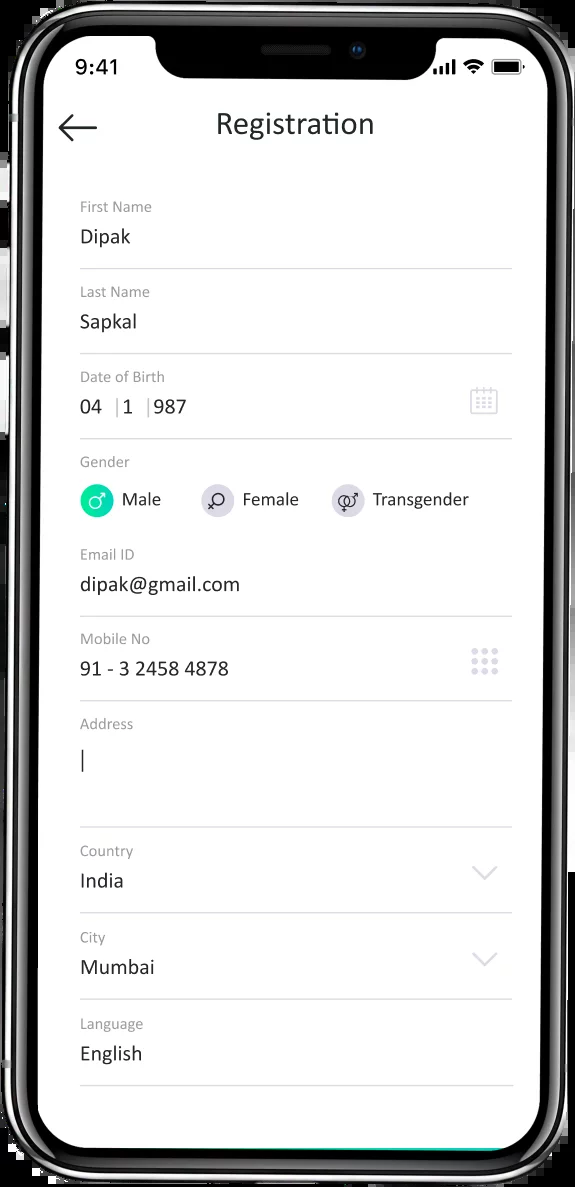 9:41
Registration
First Name
Dipak
Last Name
Sapkal
Date of Birth
04 | 1 | 987
Gender
Male Female Transgender
Email ID
dipak@gmail.com
Mobile No
91 - 3 2458 4878
Address
Country
India
City
Mumbai
Language
English